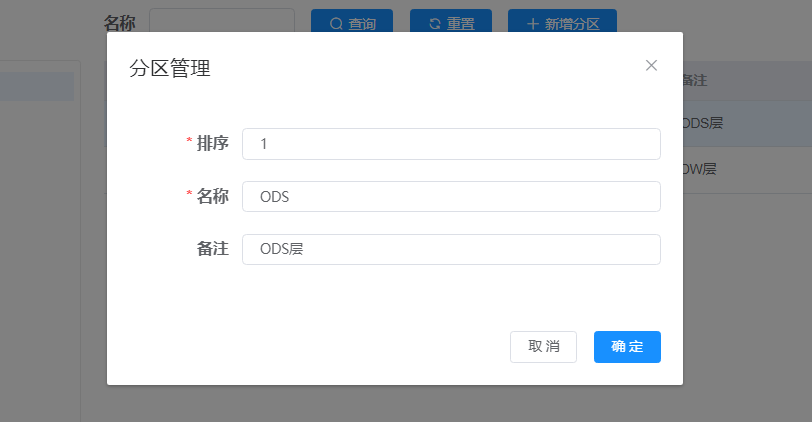 名称 查询 重置 新增分区
分区管理
备注
* 排序 1
ODS层
DW层
* 名称 ODS
备注 ODS层
取消 确定